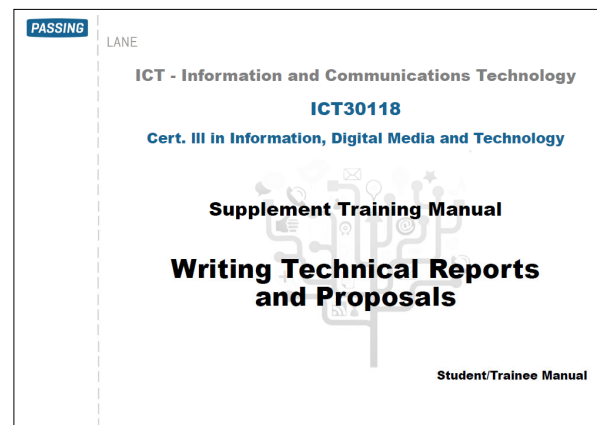 PASSING
LANE
ICT - Information and Communications Technology
ICT30118
Cert. III in Information, Digital Media and Technology
Supplement Training Manual
Writing Technical Reports
and Proposals
Student/Trainee Manual